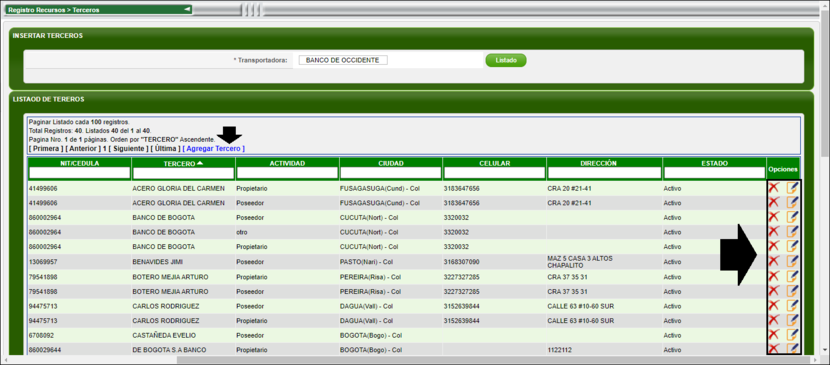 Registro Recursos > Terceros
INSERTAR TERCEROS
* Transportadora: BANCO DE OCCIDENTE Listado
LISTAOD DE TEREROS
Paginar Listado cada 100 registros.
Total Registros: 40. Listados 40 del 1 al 40.
Pagina Nro. 1 de 1 páginas. Orden por "TERCERO" Ascendente.
[ Primera ] [ Anterior ] 1 [ Siguiente ] [ Última ] [ Agregar Tercero ]
NIT/CEDULA TERCERO ACTIVIDAD CIUDAD CELULAR DIRECCIÓN ESTADO Opciones
41499606 ACERO GLORIA DEL CARMEN Propietario FUSAGASUGA(Cund) - Col 3183647656 CRA 20 #21-41 Activo
41499606 ACERO GLORIA DEL CARMEN Poseedor FUSAGASUGA(Cund) - Col 3183647656 CRA 20 #21-41 Activo
860002964 BANCO DE BOGOTA Poseedor CUCUTA(Nort) - Col 3320032 Activo
860002964 BANCO DE BOGOTA otro CUCUTA(Nort) - Col 3320032 Activo
860002964 BANCO DE BOGOTA Propietario CUCUTA(Nort) - Col 3320032 Activo
13069957 BENAVIDES JIMI Poseedor PASTO(Nari) - Col 3168307090 MAZ 5 CASA 3 ALTOS CHAPALITO Activo
79541898 BOTERO MEJIA ARTURO Propietario PEREIRA(Risa) - Col 3227327285 CRA 37 35 31 Activo
79541898 BOTERO MEJIA ARTURO Poseedor PEREIRA(Risa) - Col 3227327285 CRA 37 35 31 Activo
94475713 CARLOS RODRIGUEZ Poseedor DAGUA(Vall) - Col 3152639844 CALLE 63 #10-60 SUR Activo
94475713 CARLOS RODRIGUEZ Propietario DAGUA(Vall) - Col 3152639844 CALLE 63 #10-60 SUR Activo
6708092 CASTAÑEDA EVELIO Poseedor BOGOTA(Bogo) - Col Activo
860029644 DE BOGOTA S.A BANCO Propietario BOGOTA(Bogo) - Col 1122112 Activo